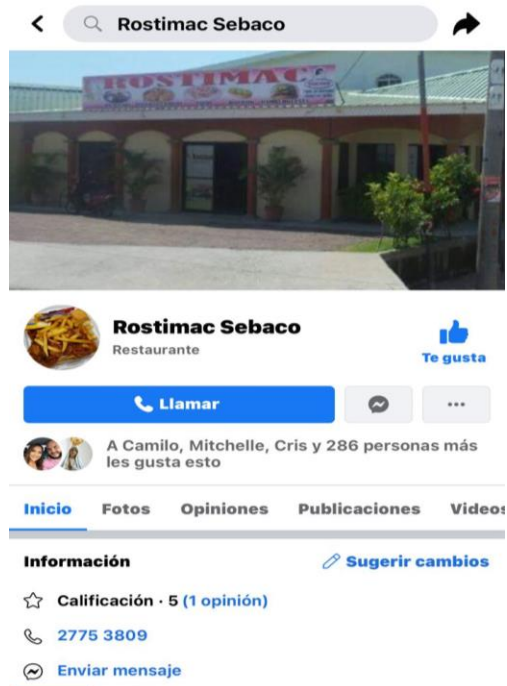 Rostimac Sebaco
ROSTIMAC
Rostimac Sebaco
Restaurante
Te gusta
Llamar
A Camilo, Mitchelle, Cris y 286 personas más
les gusta esto
Inicio Fotos Opiniones Publicaciones Videos
Información Sugerir cambios
Calificación · 5 (1 opinión)
2775 3809
Enviar mensaje